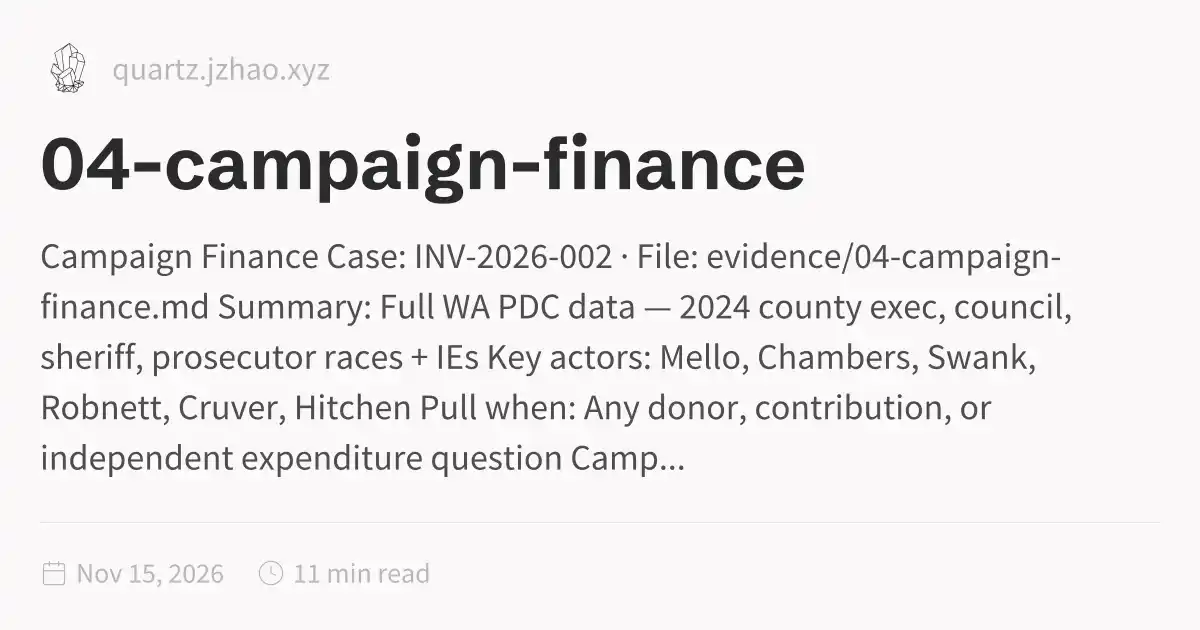 quartz.jzhao.xyz
04-campaign-finance
Campaign Finance Case: INV-2026-002 · File: evidence/04-campaign-
finance.md Summary: Full WA PDC data — 2024 county exec, council,
sheriff, prosecutor races + IEs Key actors: Mello, Chambers, Swank,
Robnett, Cruver, Hitchen Pull when: Any donor, contribution, or
independent expenditure question Camp...
Nov 15, 2026 11 min read